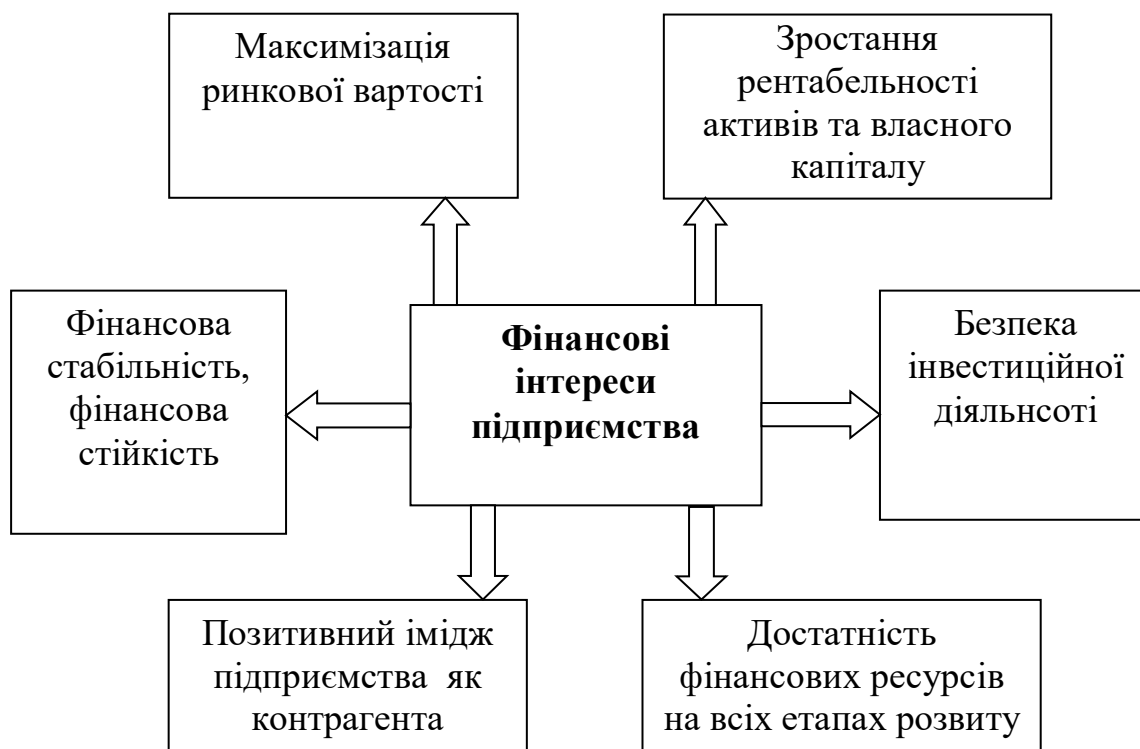 Максимізація
ринкової вартості
Зростання
рентабельності
активів та власного
капіталу
Фінансова
стабільність,
фінансова
стійкість
Фінансові
інтереси
підприємства
Безпека
інвестиційної
діяльнсоті
Позитивний імідж
підприємства як
контрагента
Достатність
фінансових ресурсів
на всіх етапах розвиту